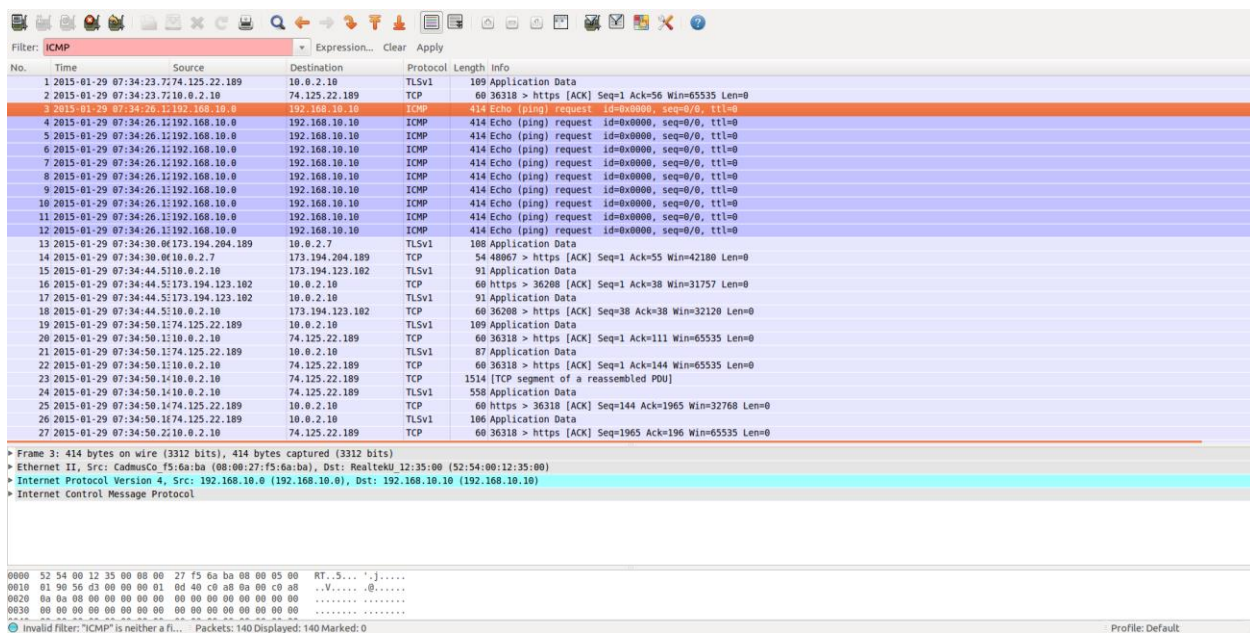 Filter: ICMP Expression... Clear Apply
No. Time Source Destination Protocol Length Info
1 2015-01-29 07:34:23.72 74.125.22.189 10.0.2.10 TLSv1 109 Application Data
2 2015-01-29 07:34:23.72 10.0.2.10 74.125.22.189 TCP 60 36318 > https [ACK] Seq=1 Ack=56 Win=65535 Len=0
3 2015-01-29 07:34:26.12 192.168.10.0 192.168.10.10 ICMP 414 Echo (ping) request id=0x0000, seq=0/0, ttl=0
4 2015-01-29 07:34:26.12 192.168.10.0 192.168.10.10 ICMP 414 Echo (ping) request id=0x0000, seq=0/0, ttl=0
5 2015-01-29 07:34:26.12 192.168.10.0 192.168.10.10 ICMP 414 Echo (ping) request id=0x0000, seq=0/0, ttl=0
6 2015-01-29 07:34:26.12 192.168.10.0 192.168.10.10 ICMP 414 Echo (ping) request id=0x0000, seq=0/0, ttl=0
7 2015-01-29 07:34:26.12 192.168.10.0 192.168.10.10 ICMP 414 Echo (ping) request id=0x0000, seq=0/0, ttl=0
8 2015-01-29 07:34:26.12 192.168.10.0 192.168.10.10 ICMP 414 Echo (ping) request id=0x0000, seq=0/0, ttl=0
9 2015-01-29 07:34:26.13 192.168.10.0 192.168.10.10 ICMP 414 Echo (ping) request id=0x0000, seq=0/0, ttl=0
10 2015-01-29 07:34:26.13 192.168.10.0 192.168.10.10 ICMP 414 Echo (ping) request id=0x0000, seq=0/0, ttl=0
11 2015-01-29 07:34:26.13 192.168.10.0 192.168.10.10 ICMP 414 Echo (ping) request id=0x0000, seq=0/0, ttl=0
12 2015-01-29 07:34:26.13 192.168.10.0 192.168.10.10 ICMP 414 Echo (ping) request id=0x0000, seq=0/0, ttl=0
13 2015-01-29 07:34:30.06 173.194.204.189 10.0.2.7 TLSv1 108 Application Data
14 2015-01-29 07:34:30.06 10.0.2.7 173.194.204.189 TCP 54 48067 > https [ACK] Seq=1 Ack=55 Win=42180 Len=0
15 2015-01-29 07:34:44.51 10.0.2.10 173.194.123.102 TLSv1 91 Application Data
16 2015-01-29 07:34:44.53 173.194.123.102 10.0.2.10 TCP 60 https > 36208 [ACK] Seq=1 Ack=38 Win=31757 Len=0
17 2015-01-29 07:34:44.53 173.194.123.102 10.0.2.10 TLSv1 91 Application Data
18 2015-01-29 07:34:44.53 10.0.2.10 173.194.123.102 TCP 60 36208 > https [ACK] Seq=38 Ack=38 Win=32120 Len=0
19 2015-01-29 07:34:50.13 74.125.22.189 10.0.2.10 TLSv1 109 Application Data
20 2015-01-29 07:34:50.13 10.0.2.10 74.125.22.189 TCP 60 36318 > https [ACK] Seq=1 Ack=111 Win=65535 Len=0
21 2015-01-29 07:34:50.13 74.125.22.189 10.0.2.10 TLSv1 87 Application Data
22 2015-01-29 07:34:50.13 10.0.2.10 74.125.22.189 TCP 60 36318 > https [ACK] Seq=1 Ack=144 Win=65535 Len=0
23 2015-01-29 07:34:50.14 10.0.2.10 74.125.22.189 TCP 1514 [TCP segment of a reassembled PDU]
24 2015-01-29 07:34:50.14 10.0.2.10 74.125.22.189 TLSv1 558 Application Data
25 2015-01-29 07:34:50.14 74.125.22.189 10.0.2.10 TCP 60 https > 36318 [ACK] Seq=144 Ack=1965 Win=32768 Len=0
26 2015-01-29 07:34:50.18 74.125.22.189 10.0.2.10 TLSv1 106 Application Data
27 2015-01-29 07:34:50.22 10.0.2.10 74.125.22.189 TCP 60 36318 > https [ACK] Seq=1965 Ack=196 Win=65535 Len=0
Frame 3: 414 bytes on wire (3312 bits), 414 bytes captured (3312 bits)
Ethernet II, Src: CadmusCo_f5:6a:ba (08:00:27:f5:6a:ba), Dst: RealtekU_12:35:00 (52:54:00:12:35:00)
Internet Protocol Version 4, Src: 192.168.10.0 (192.168.10.0), Dst: 192.168.10.10 (192.168.10.10)
Internet Control Message Protocol
0000 52 54 00 12 35 00 08 00 27 f5 6a ba 08 00 05 00 RT..5... '.j.....
0010 01 90 56 d3 00 00 00 01 0d 40 c0 a8 0a 00 c0 a8 ..V..... .@......
0020 0a 0a 08 00 00 00 00 00 00 00 00 00 00 00 00 00 ........ ........
0030 00 00 00 00 00 00 00 00 00 00 00 00 00 00 00 00 ........ ........
Invalid filter: "ICMP" is neither a fi... Packets: 140 Displayed: 140 Marked: 0 Profile: Default